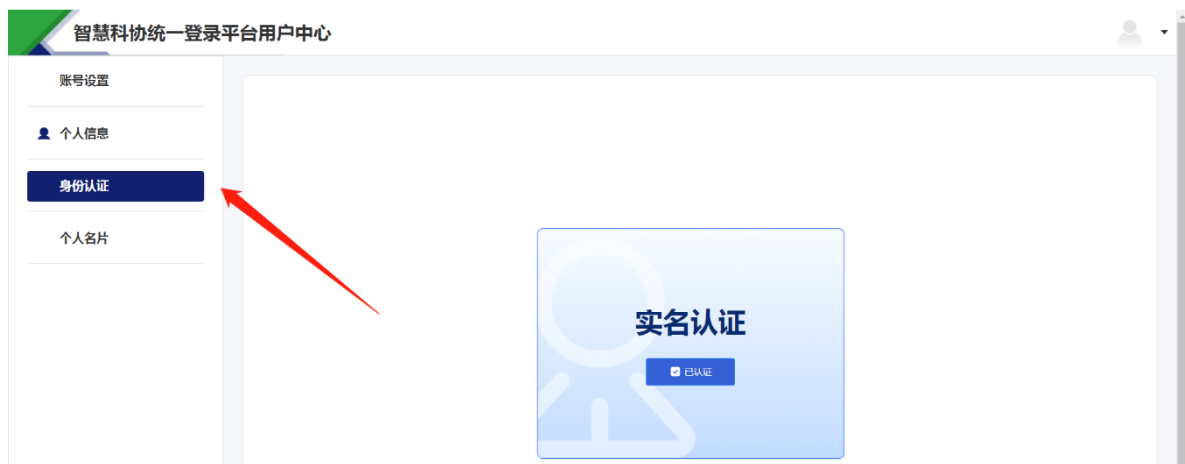 智慧科协统一登录平台用户中心
账号设置
个人信息
身份认证
个人名片
实名认证
已认证